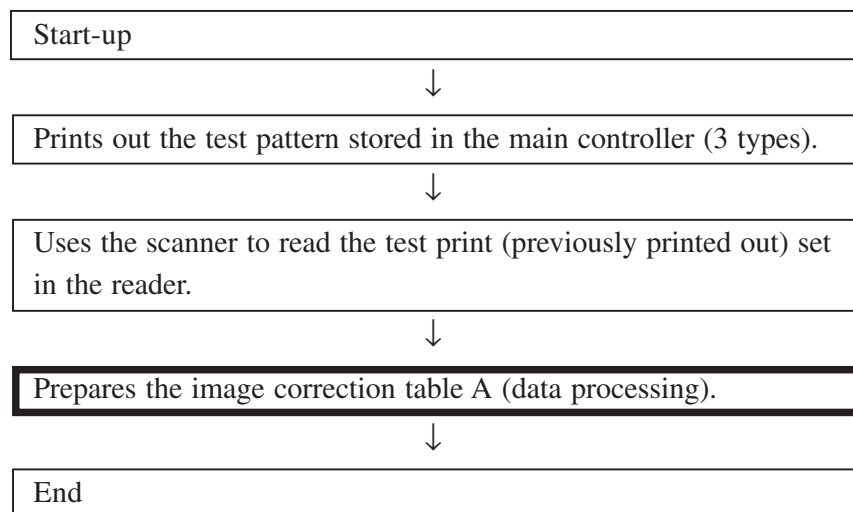 Start-up
↓
Prints out the test pattern stored in the main controller (3 types).
↓
Uses the scanner to read the test print (previously printed out) set
in the reader.
↓
Prepares the image correction table A (data processing).
↓
End